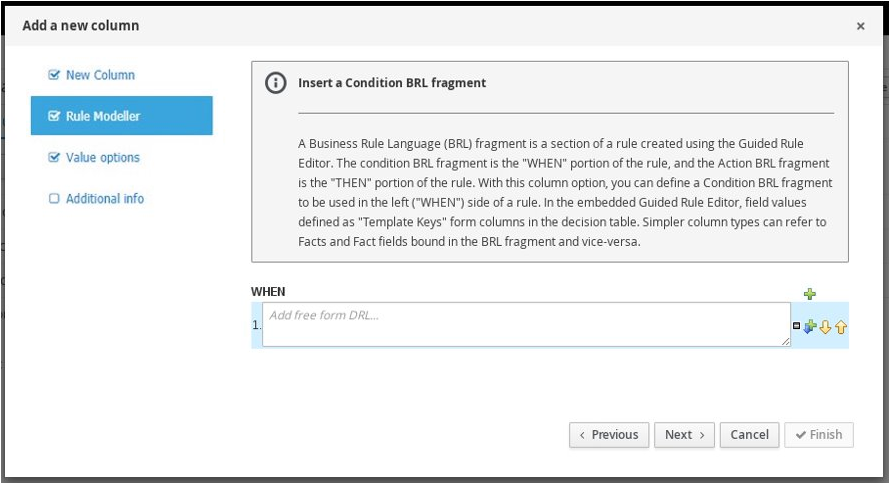 Add a new column
×
New Column
Rule Modeller
Value options
Additional info
Insert a Condition BRL fragment
A Business Rule Language (BRL) fragment is a section of a rule created using the Guided Rule
Editor. The condition BRL fragment is the "WHEN" portion of the rule, and the Action BRL fragment
is the "THEN" portion of the rule. With this column option, you can define a Condition BRL fragment
to be used in the left ("WHEN") side of a rule. In the embedded Guided Rule Editor, field values
defined as "Template Keys" form columns in the decision table. Simpler column types can refer to
Facts and Fact fields bound in the BRL fragment and vice-versa.
WHEN
1. Add free form DRL...
‹ Previous Next › Cancel ✔ Finish